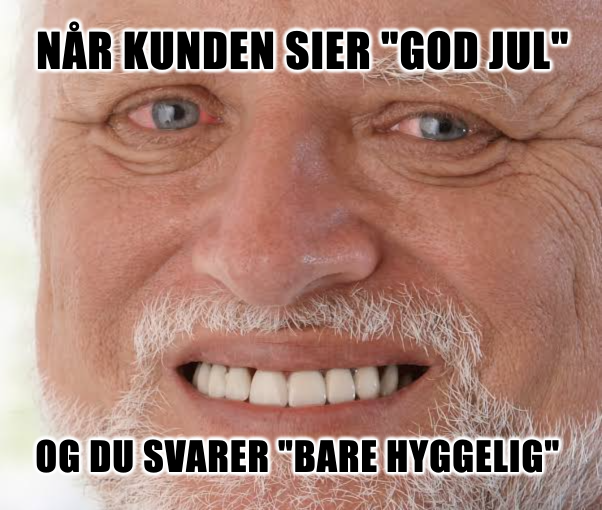 NÅR KUNDEN SIER "GOD JUL"
OG DU SVARER "BARE HYGGELIG"